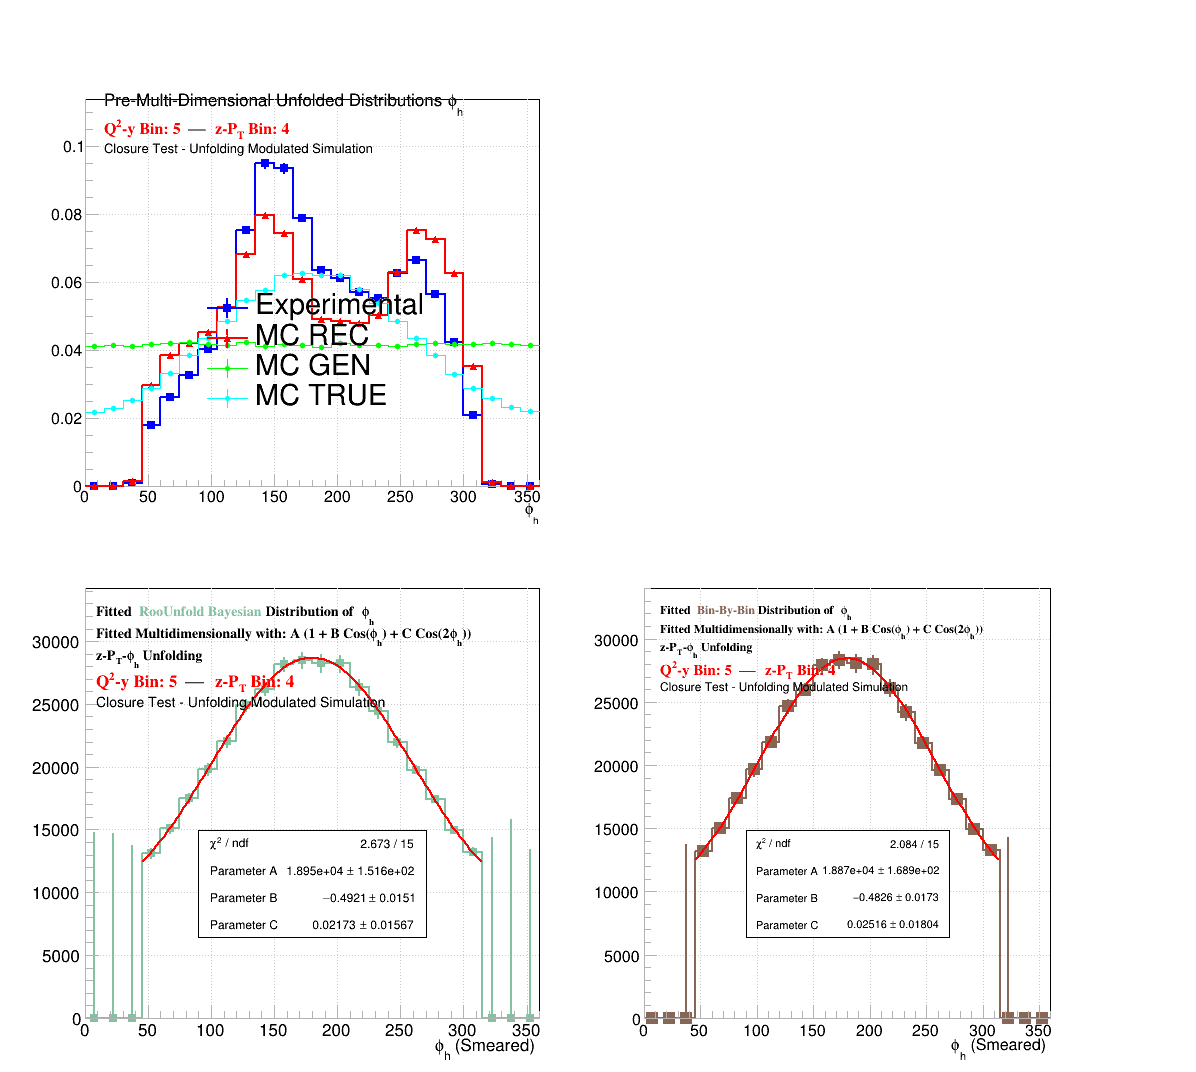 Pre-Multi-Dimensional Unfolded Distributions ϕh
Q2-y Bin: 5 — z-PT Bin: 4
Closure Test - Unfolding Modulated Simulation
0.1
0.08
0.06
0.04
0.02
0
Experimental
MC REC
MC GEN
MC TRUE
0 50 100 150 200 250 300 350
ϕh
Fitted RooUnfold Bayesian Distribution of ϕh
Fitted Multidimensionally with: A (1 + B Cos(ϕh) + C Cos(2ϕh))
z-PT-ϕh Unfolding
Q2-y Bin: 5 — z-PT Bin: 4
Closure Test - Unfolding Modulated Simulation
30000
25000
20000
15000
10000
5000
0
χ2 / ndf 2.673 / 15
Parameter A 1.895e+04 ± 1.516e+02
Parameter B −0.4921 ± 0.0151
Parameter C 0.02173 ± 0.01567
0 50 100 150 200 250 300 350
ϕh (Smeared)
Fitted Bin-By-Bin Distribution of ϕh
Fitted Multidimensionally with: A (1 + B Cos(ϕh) + C Cos(2ϕh))
z-PT-ϕh Unfolding
Q2-y Bin: 5 — z-PT Bin: 4
Closure Test - Unfolding Modulated Simulation
30000
25000
20000
15000
10000
5000
0
χ2 / ndf 2.084 / 15
Parameter A 1.887e+04 ± 1.689e+02
Parameter B −0.4826 ± 0.0173
Parameter C 0.02516 ± 0.01804
0 50 100 150 200 250 300 350
ϕh (Smeared)